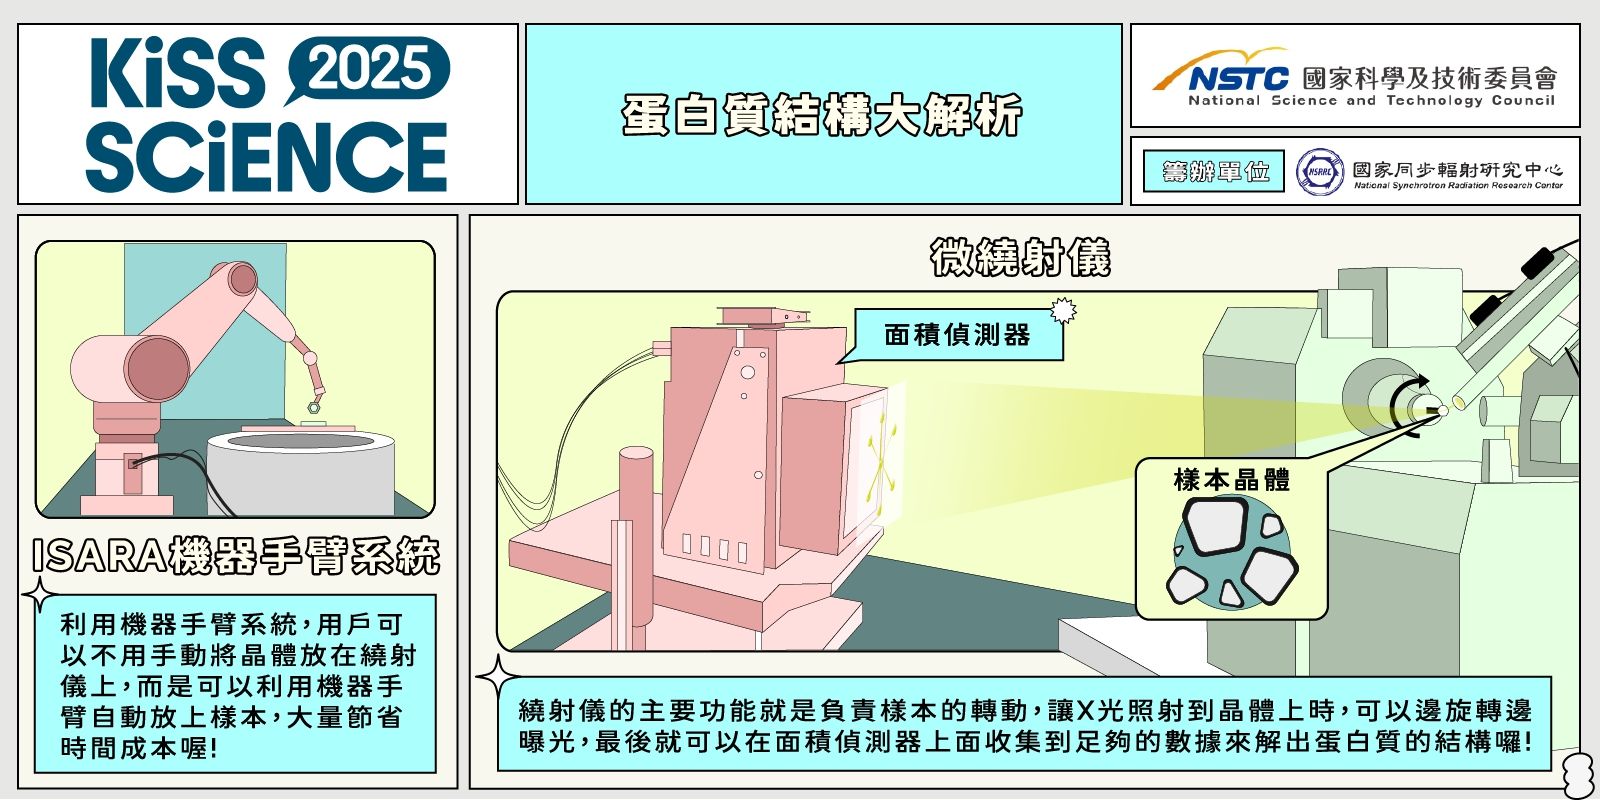 KiSS 2025
SCiENCE
蛋白質結構大解析
NSTC 國家科學及技術委員會
National Science and Technology Council
籌辦單位
NSRRC 國家同步輻射研究中心
National Synchrotron Radiation Research Center
ISARA機器手臂系統
利用機器手臂系統,用戶可
以不用手動將晶體放在繞射
儀上,而是可以利用機器手
臂自動放上樣本,大量節省
時間成本喔!
微繞射儀
面積偵測器
樣本晶體
繞射儀的主要功能就是負責樣本的轉動,讓X光照射到晶體上時,可以邊旋轉邊
曝光,最後就可以在面積偵測器上面收集到足夠的數據來解出蛋白質的結構囉!